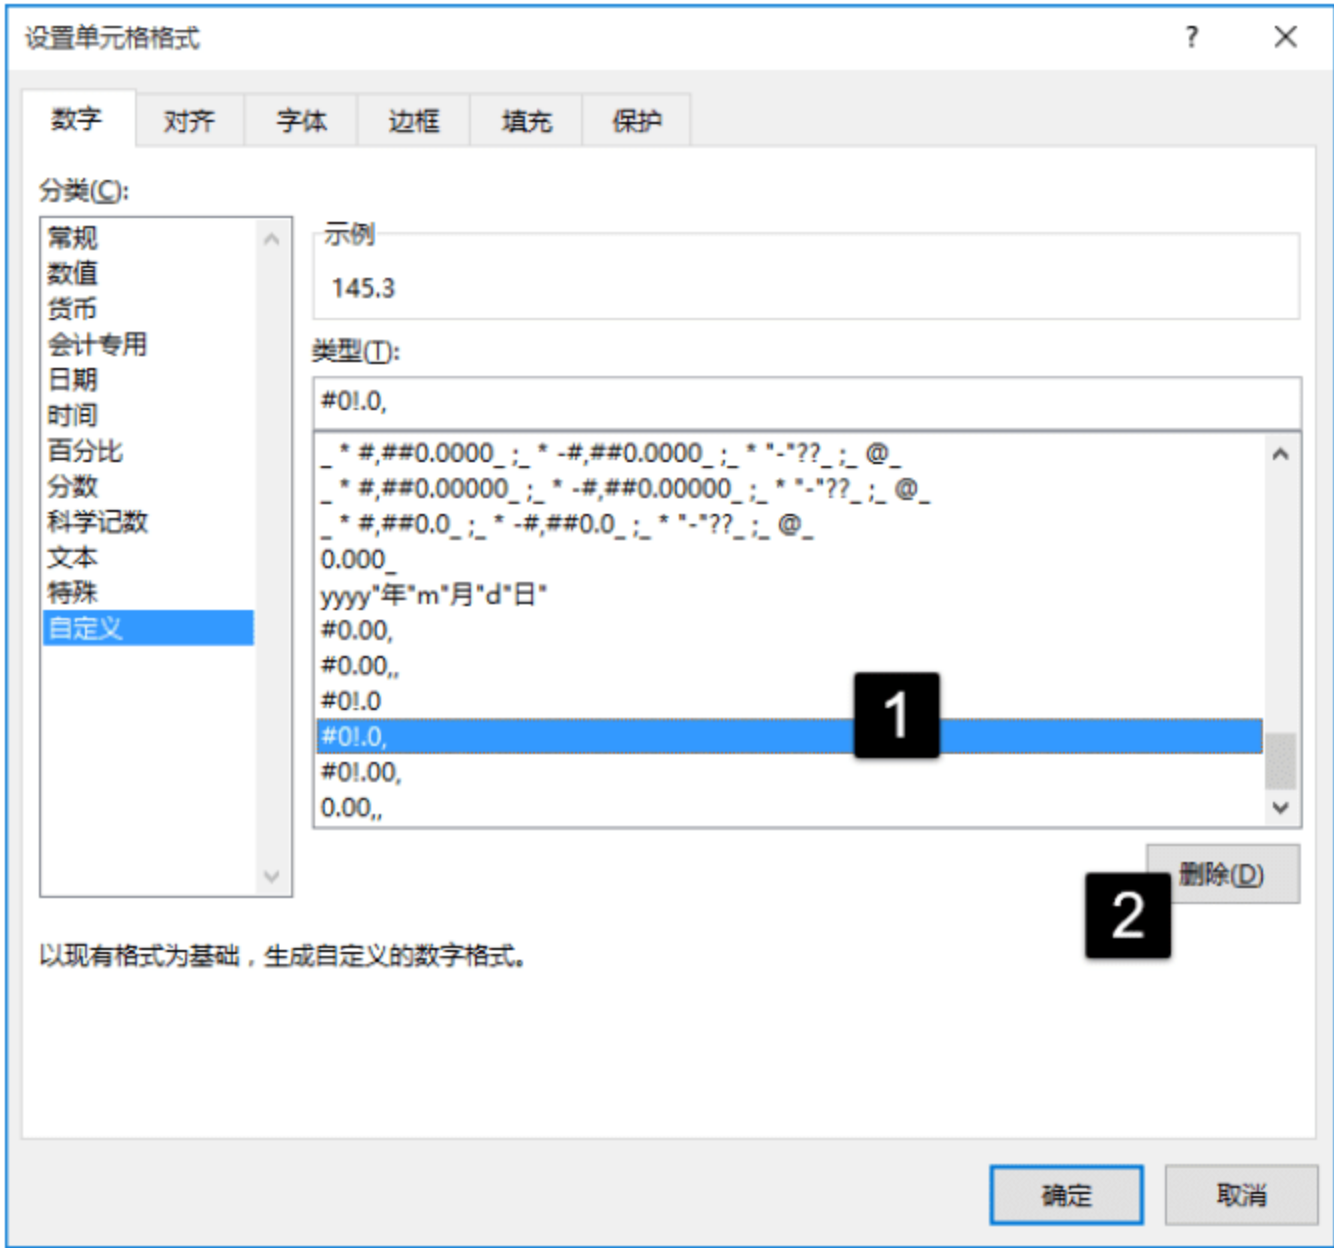 设置单元格格式
?
数字 对齐 字体 边框 填充 保护
分类(C):
常规
数值
货币
会计专用
日期
时间
百分比
分数
科学记数
文本
特殊
自定义
示例
145.3
类型(T):
#0!.0,
_ * #,##0.0000_ ;_ * -#,##0.0000_ ;_ * "-"??_ ;_ @_
_ * #,##0.00000_ ;_ * -#,##0.00000_ ;_ * "-"??_ ;_ @_
_ * #,##0.0_ ;_ * -#,##0.0_ ;_ * "-"??_ ;_ @_
0.000_
yyyy"年"m"月"d"日"
#0.00,
#0.00,,
#0!.0
#0!.0,
1
#0!.00,
0.00,,
删除(D)
2
以现有格式为基础，生成自定义的数字格式。
确定 取消